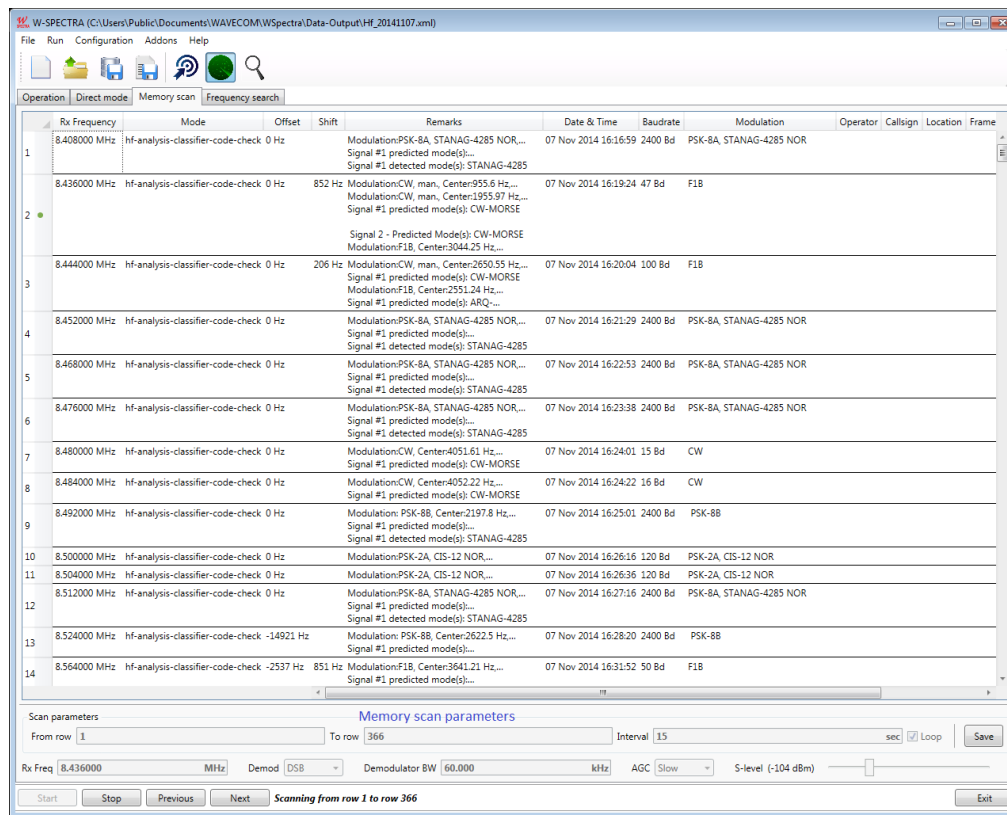 W-SPECTRA (C:\Users\Public\Documents\WAVECOM\WSpectra\Data-Output\Hf_20141107.xml)
File Run Configuration Addons Help
Operation Direct mode Memory scan Frequency search
Rx Frequency Mode Offset Shift Remarks Date & Time Baudrate Modulation Operator Callsign Location Frame
1 8.408000 MHz hf-analysis-classifier-code-check 0 Hz Modulation:PSK-8A, STANAG-4285 NOR,... 07 Nov 2014 16:16:59 2400 Bd PSK-8A, STANAG-4285 NOR
Signal #1 predicted mode(s):...
Signal #1 detected mode(s): STANAG-4285
2 8.436000 MHz hf-analysis-classifier-code-check 0 Hz 852 Hz Modulation:CW, man., Center:955.6 Hz,... 07 Nov 2014 16:19:24 47 Bd F1B
Modulation:CW, man., Center:1955.97 Hz,...
Signal #1 predicted mode(s): CW-MORSE
Signal 2 - Predicted Mode(s): CW-MORSE
Modulation:F1B, Center:3044.25 Hz,...
3 8.444000 MHz hf-analysis-classifier-code-check 0 Hz 206 Hz Modulation:CW, man., Center:2650.55 Hz,... 07 Nov 2014 16:20:04 100 Bd F1B
Signal #1 predicted mode(s): CW-MORSE
Modulation:F1B, Center:2551.24 Hz,...
Signal #1 predicted mode(s): ARQ-...
4 8.452000 MHz hf-analysis-classifier-code-check 0 Hz Modulation:PSK-8A, STANAG-4285 NOR,... 07 Nov 2014 16:21:29 2400 Bd PSK-8A, STANAG-4285 NOR
Signal #1 predicted mode(s):...
Signal #1 detected mode(s): STANAG-4285
5 8.468000 MHz hf-analysis-classifier-code-check 0 Hz Modulation:PSK-8A, STANAG-4285 NOR,... 07 Nov 2014 16:22:53 2400 Bd PSK-8A, STANAG-4285 NOR
Signal #1 predicted mode(s):...
Signal #1 detected mode(s): STANAG-4285
6 8.476000 MHz hf-analysis-classifier-code-check 0 Hz Modulation:PSK-8A, STANAG-4285 NOR,... 07 Nov 2014 16:23:38 2400 Bd PSK-8A, STANAG-4285 NOR
Signal #1 predicted mode(s):...
Signal #1 detected mode(s): STANAG-4285
7 8.480000 MHz hf-analysis-classifier-code-check 0 Hz Modulation:CW, Center:4051.61 Hz,... 07 Nov 2014 16:24:01 15 Bd CW
Signal #1 predicted mode(s): CW-MORSE
8 8.484000 MHz hf-analysis-classifier-code-check 0 Hz Modulation:CW, Center:4052.22 Hz,... 07 Nov 2014 16:24:22 16 Bd CW
Signal #1 predicted mode(s): CW-MORSE
9 8.492000 MHz hf-analysis-classifier-code-check 0 Hz Modulation: PSK-8B, Center:2197.8 Hz,... 07 Nov 2014 16:25:01 2400 Bd PSK-8B
Signal #1 predicted mode(s):...
Signal #1 detected mode(s): STANAG-4285
10 8.500000 MHz hf-analysis-classifier-code-check 0 Hz Modulation:PSK-2A, CIS-12 NOR,... 07 Nov 2014 16:26:16 120 Bd PSK-2A, CIS-12 NOR
11 8.504000 MHz hf-analysis-classifier-code-check 0 Hz Modulation:PSK-2A, CIS-12 NOR,... 07 Nov 2014 16:26:36 120 Bd PSK-2A, CIS-12 NOR
12 8.512000 MHz hf-analysis-classifier-code-check 0 Hz Modulation:PSK-8A, STANAG-4285 NOR,... 07 Nov 2014 16:27:16 2400 Bd PSK-8A, STANAG-4285 NOR
Signal #1 predicted mode(s):...
Signal #1 detected mode(s): STANAG-4285
13 8.524000 MHz hf-analysis-classifier-code-check -14921 Hz Modulation: PSK-8B, Center:2622.5 Hz,... 07 Nov 2014 16:28:20 2400 Bd PSK-8B
Signal #1 predicted mode(s):...
14 8.564000 MHz hf-analysis-classifier-code-check -2537 Hz 851 Hz Modulation:F1B, Center:3641.21 Hz,... 07 Nov 2014 16:31:52 50 Bd F1B
Signal #1 predicted mode(s):...
Scan parameters Memory scan parameters
From row 1 To row 366 Interval 15 sec Loop Save
Rx Freq 8.436000 MHz Demod DSB Demodulator BW 60.000 kHz AGC Slow S-level (-104 dBm)
Start Stop Previous Next Scanning from row 1 to row 366 Exit